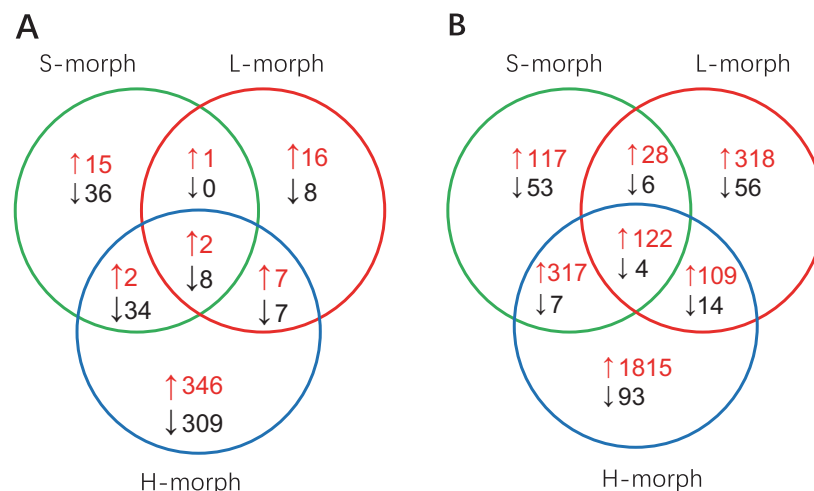 A
S-morph L-morph
↑15 ↑1 ↑16
↓36 ↓0 ↓8
↑2 ↑2 ↑7
↓34 ↓8 ↓7
↑346
↓309
H-morph
B
S-morph L-morph
↑117 ↑28 ↑318
↓53 ↓6 ↓56
↑317 ↑122 ↑109
↓7 ↓4 ↓14
↑1815
↓93
H-morph